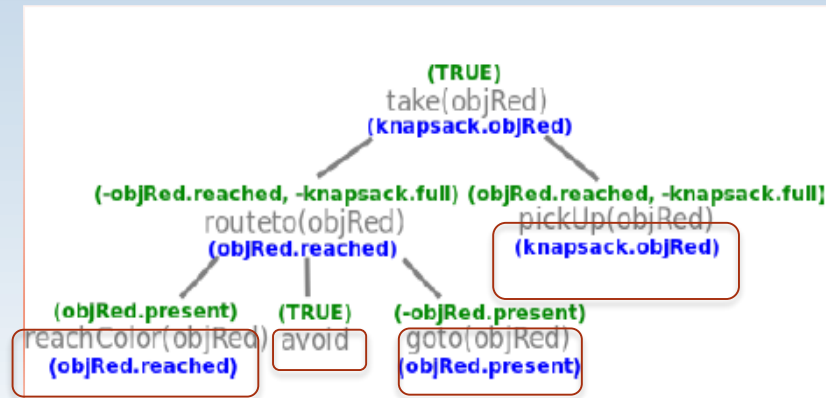 (TRUE)
take(objRed)
(knapsack.objRed)
(-objRed.reached, -knapsack.full) (objRed.reached, -knapsack.full)
routeto(objRed) pickUp(objRed)
(objRed.reached) (knapsack.objRed)
(objRed.present) (TRUE) (-objRed.present)
reachColor(objRed) avoid goto(objRed)
(objRed.reached) (objRed.present)